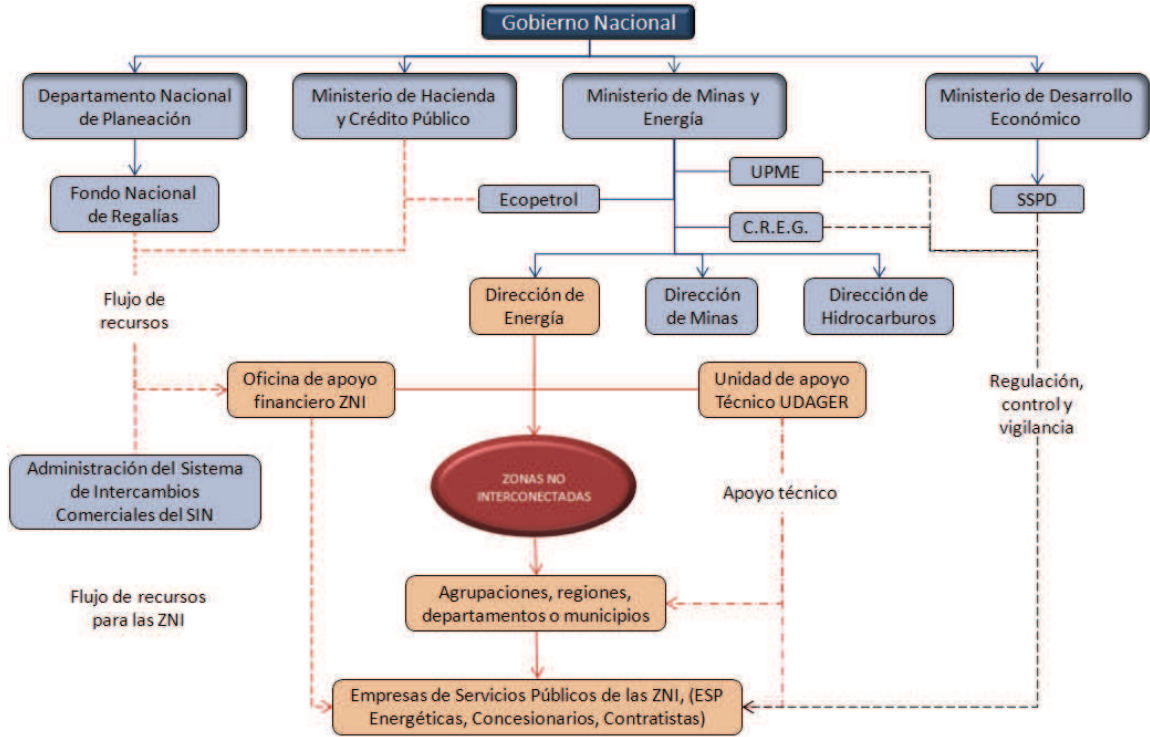 Gobierno Nacional
Departamento Nacional
de Planeación
Ministerio de Hacienda
y Crédito Público
Ministerio de Minas y
Energía
Ministerio de Desarrollo
Económico
UPME
Fondo Nacional
de Regalías
Ecopetrol
SSPD
C.R.E.G.
Flujo de
recursos
Dirección de
Energía
Dirección
de Minas
Dirección de
Hidrocarburos
Oficina de apoyo
financiero ZNI
Unidad de apoyo
Técnico UDAGER
Regulación,
control y
vigilancia
Administración del Sistema
de Intercambios
Comerciales del SIN
ZONAS NO
INTERCONECTADAS
Apoyo técnico
Flujo de recursos
para las ZNI
Agrupaciones, regiones,
departamentos o municipios
Empresas de Servicios Públicos de las ZNI, (ESP
Energéticas, Concesionarios, Contratistas)